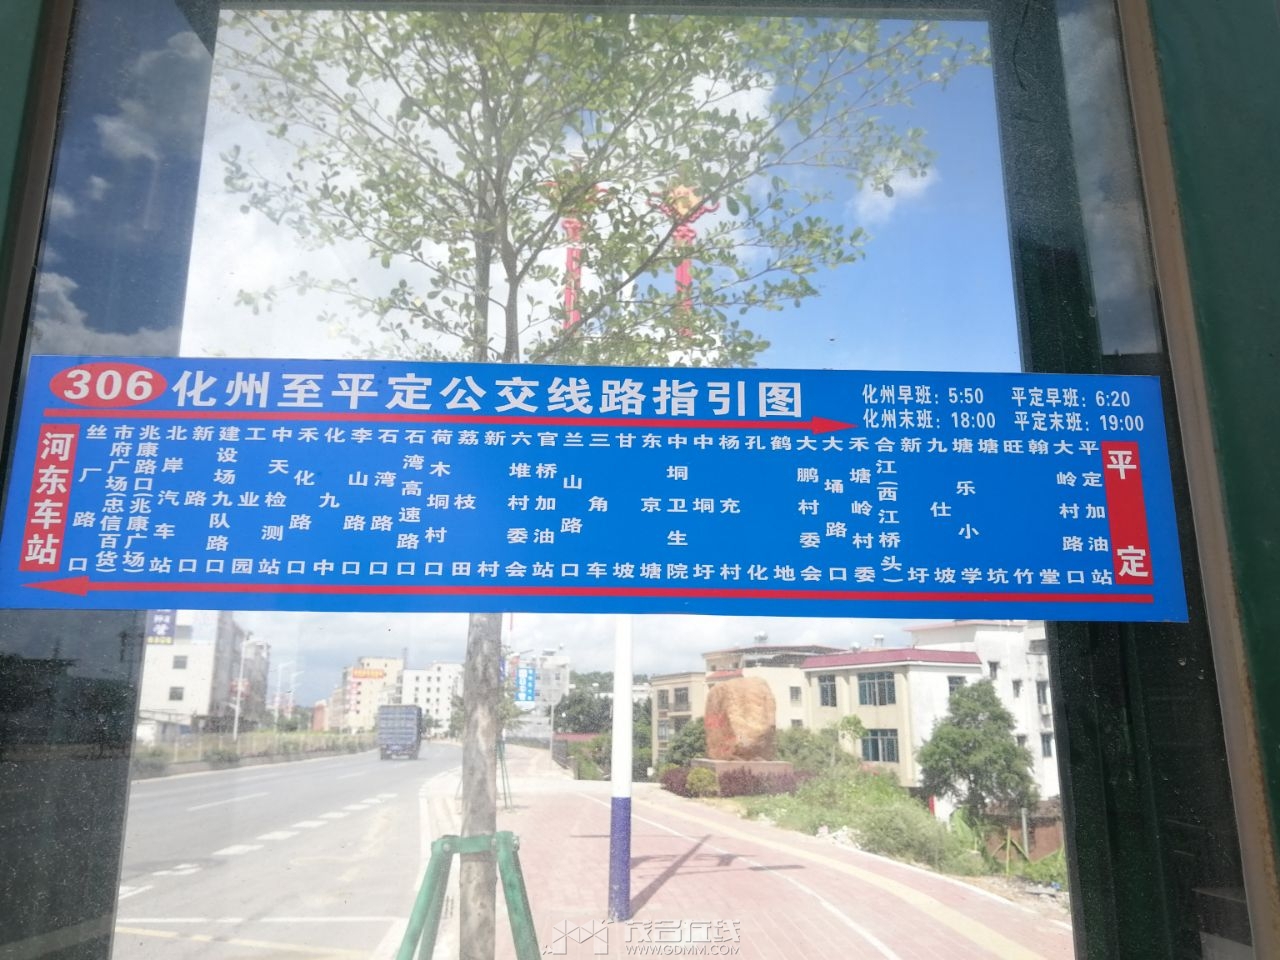 306 化州至平定公交线路指引图
化州早班: 5:50 平定早班: 6:20
化州末班: 18:00 平定末班: 19:00
河东车站
丝厂路口
市府广场(忠信百货)
兆康路口(兆康广场)
北岸汽车站
新路口
建设场九队路口
工业园
中天检测站
禾化路口
化九中
李山路口
石湾路口
石湾高速路口
荷木垌村口
荔枝田
新村
六堆村委会
官桥加油站
兰山路口
三角车
甘坡
东京塘
中垌卫生院
中垌圩
杨充村
孔化
鹤地
大鹏村委会
大埇路口
禾塘岭村委
合江(西江桥头)
新圩
九仕坡
塘乐小学
塘坑
旺竹
翰堂
大岭村路口
平定加油站
平定
茂名在线
WWW.GDMM.COM